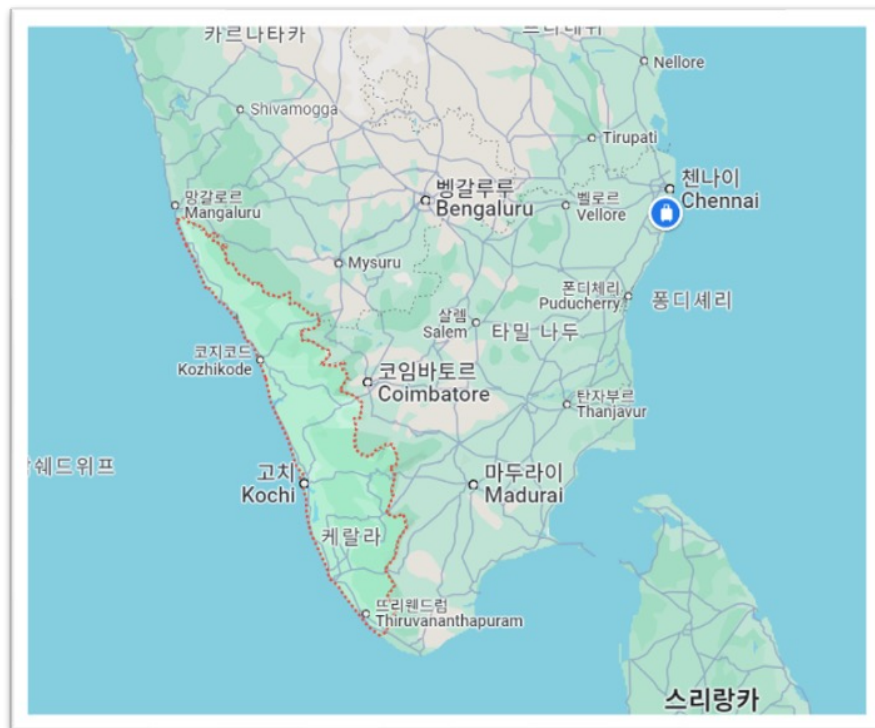 카르나타카
Nellore
Shivamogga
Tirupati
첸나이
Chennai
망갈로르
Mangaluru
벵갈루루
Bengaluru
벨로르
Vellore
Mysuru
폰디체리
Puducherry
퐁디셰리
살렘
Salem
타밀 나두
코지코드
Kozhikode
코임바토르
Coimbatore
탄자부르
Thanjavur
쉐드위프
고치
Kochi
마두라이
Madurai
케랄라
뜨리웬드럼
Thiruvananthapuram
스리랑카